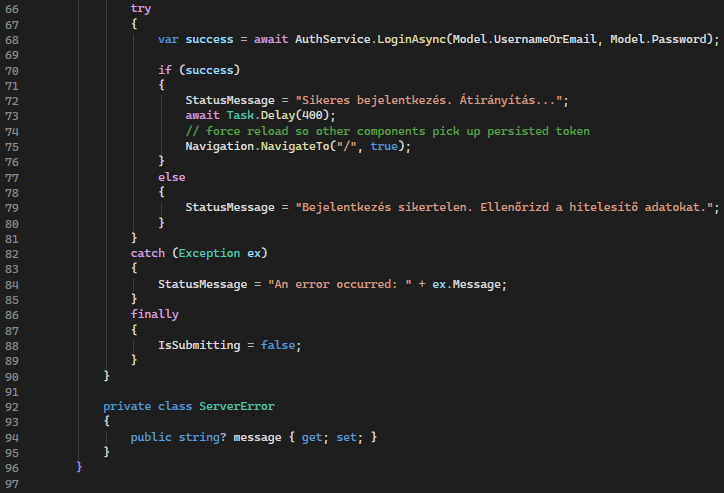 66 try
67 {
68 var success = await AuthService.LoginAsync(Model.UsernameOrEmail, Model.Password);
69
70 if (success)
71 {
72 StatusMessage = "Sikeres bejelentkezés. Átirányítás...";
73 await Task.Delay(400);
74 // force reload so other components pick up persisted token
75 Navigation.NavigateTo("/", true);
76 }
77 else
78 {
79 StatusMessage = "Bejelentkezés sikertelen. Ellenőrizd a hitelesítő adatokat.";
80 }
81 }
82 catch (Exception ex)
83 {
84 StatusMessage = "An error occurred: " + ex.Message;
85 }
86 finally
87 {
88 IsSubmitting = false;
89 }
90 }
91
92 private class ServerError
93 {
94 public string? message { get; set; }
95 }
96 }
97